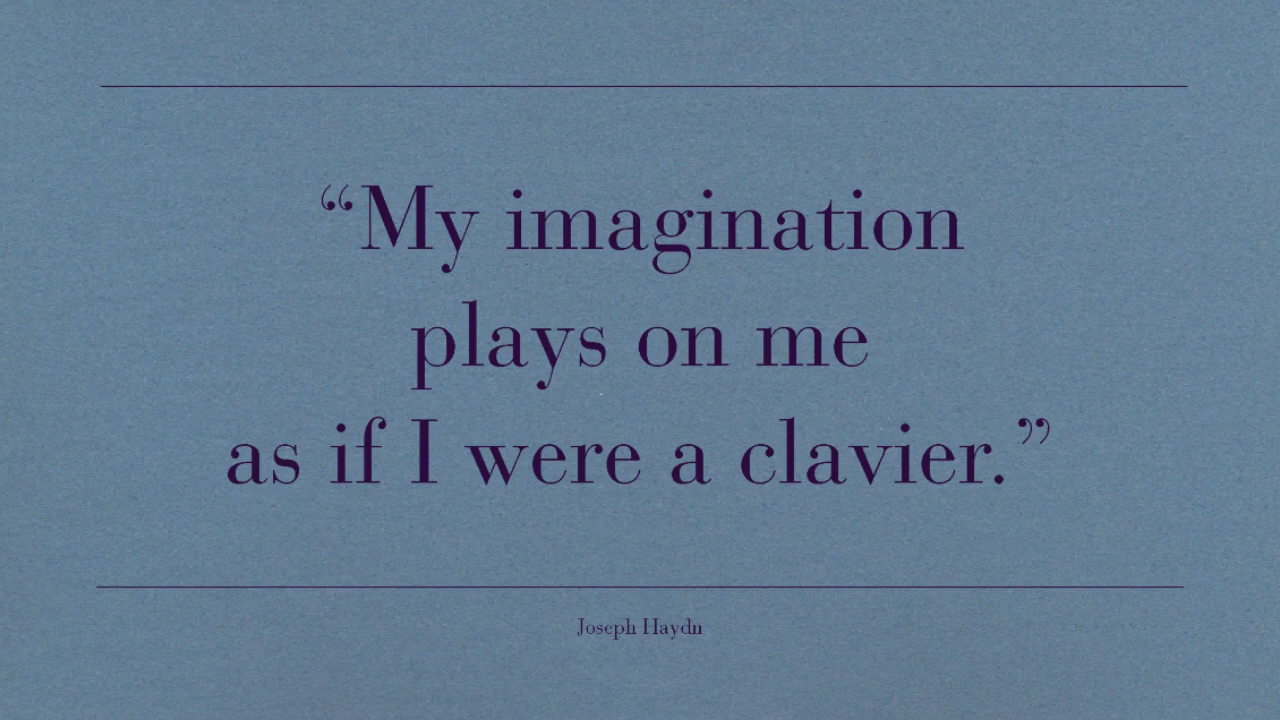 “My imagination
plays on me
as if I were a clavier.”
Joseph Haydn